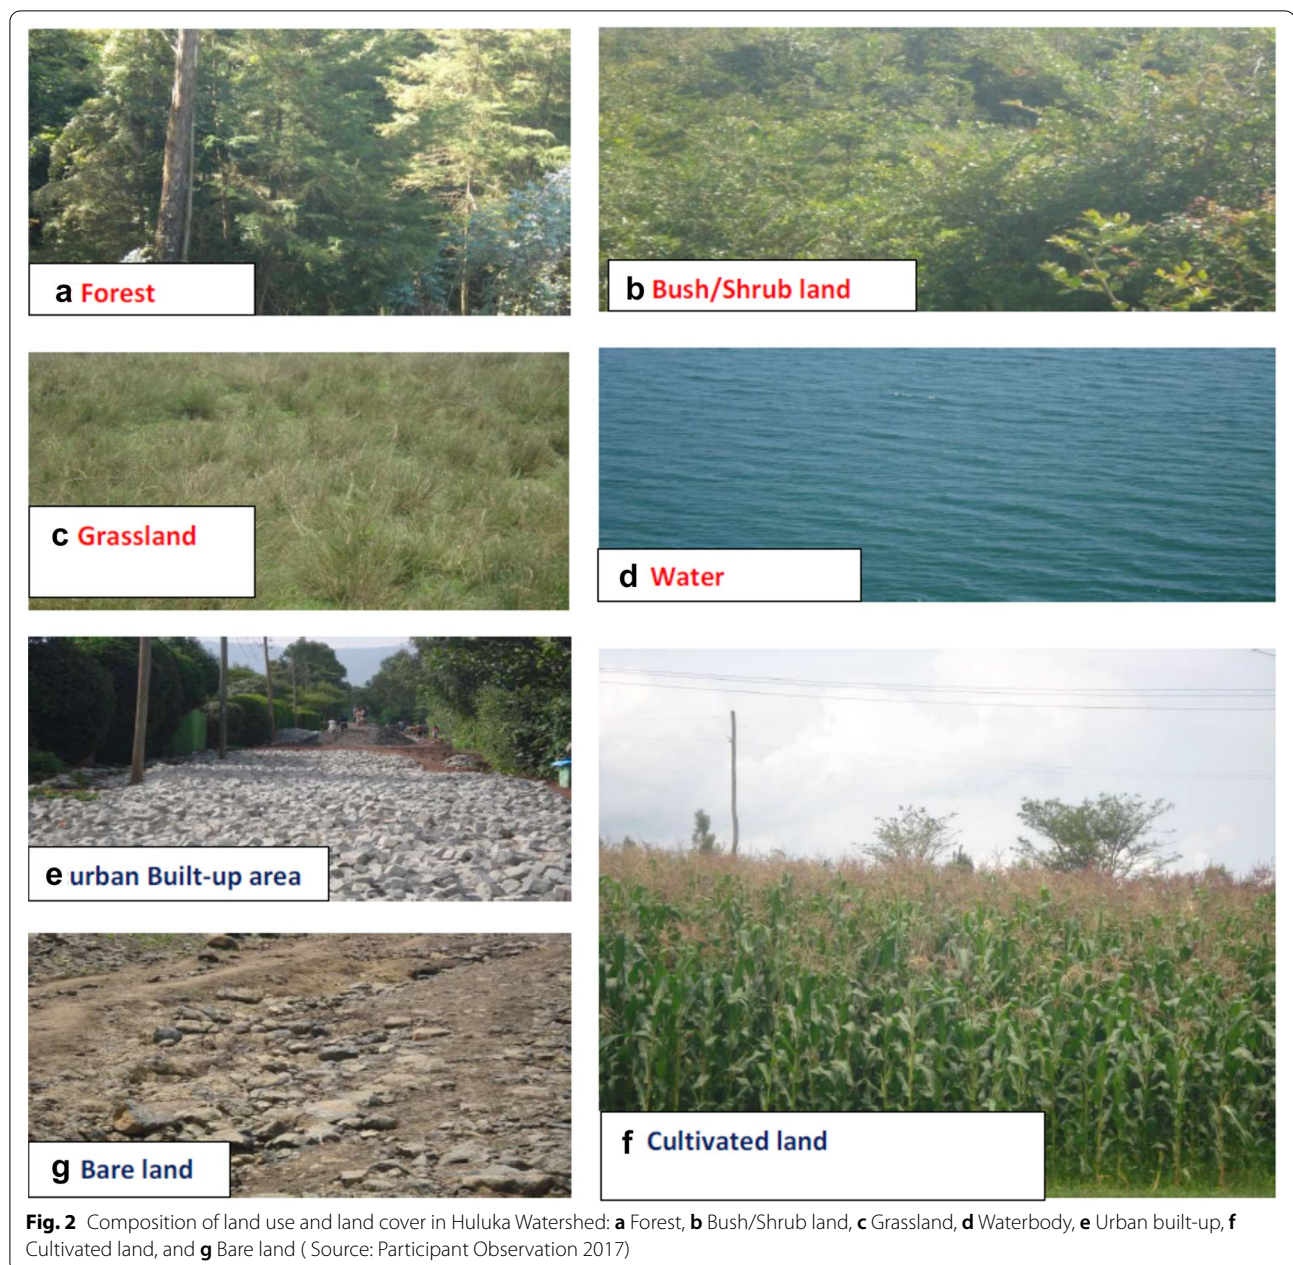 a Forest
b Bush/Shrub land
c Grassland
d Water
e urban Built-up area
f Cultivated land
g Bare land
Fig. 2 Composition of land use and land cover in Huluka Watershed: a Forest, b Bush/Shrub land, c Grassland, d Waterbody, e Urban built-up, f
Cultivated land, and g Bare land ( Source: Participant Observation 2017)